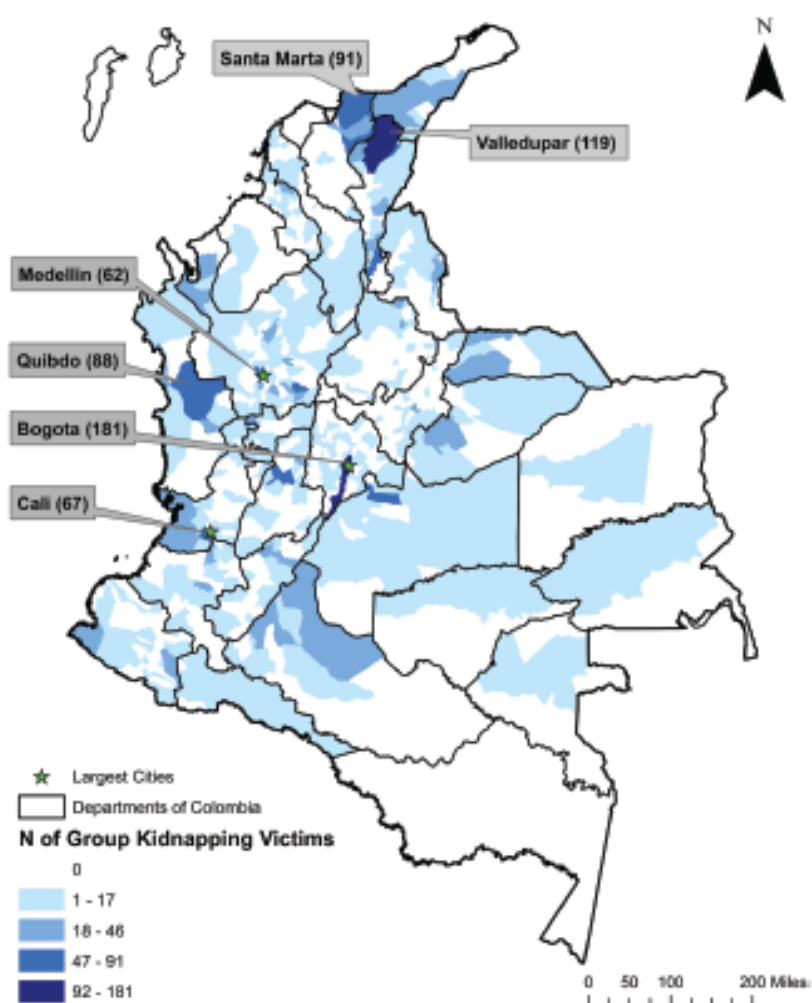 N
Santa Marta (91)
Valledupar (119)
Medellin (62)
Quibdo (88)
Bogota (181)
Cali (67)
Largest Cities
Departments of Colombia
N of Group Kidnapping Victims
0
1 - 17
18 - 46
47 - 91
92 - 181
0 50 100 200 Miles